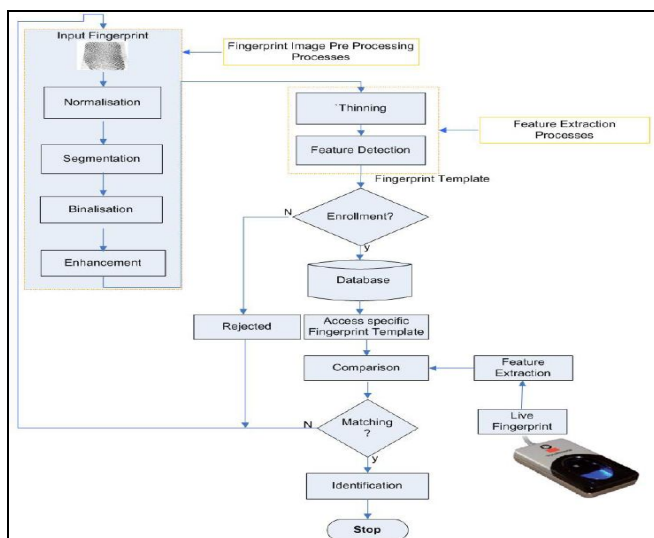 Input Fingerprint
Fingerprint Image Pre Processing
Processes
Normalisation
Segmentation
Binalisation
Enhancement
`Thinning
Feature Detection
Feature Extraction
Processes
Fingerprint Template
N
Enrollment?
y
Database
Rejected
Access specific
Fingerprint Template
Comparison
Feature
Extraction
Live
Fingerprint
N
Matching
?
y
Identification
Stop